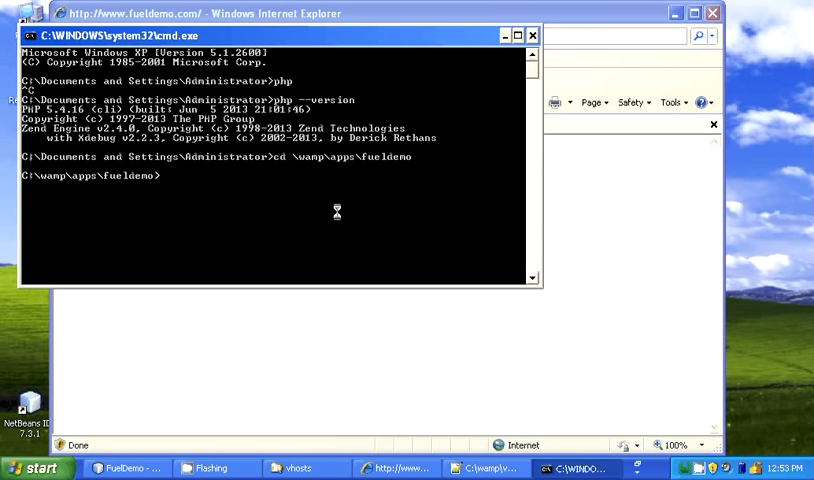 http://www.fueldemo.com/ - Windows Internet Explorer
C:\WINDOWS\system32\cmd.exe
Microsoft Windows XP [Version 5.1.2600]
(C) Copyright 1985-2001 Microsoft Corp.
C:\Documents and Settings\Administrator>php
^C
C:\Documents and Settings\Administrator>php --version
PHP 5.4.16 (cli) (built: Jun  5 2013 21:01:46)
Copyright (c) 1997-2013 The PHP Group
Zend Engine v2.4.0, Copyright (c) 1998-2013 Zend Technologies
with Xdebug v2.2.3, Copyright (c) 2002-2013, by Derick Rethans
C:\Documents and Settings\Administrator>cd \wamp\apps\fueldemo
C:\wamp\apps\fueldemo>
Page
Safety
Tools
NetBeans ID
7.3.1
Done
Internet
100%
start
FuelDemo - ...
Flashing
vhosts
http://www...
C:\wamp\v...
C:\WINDO...
12:53 PM